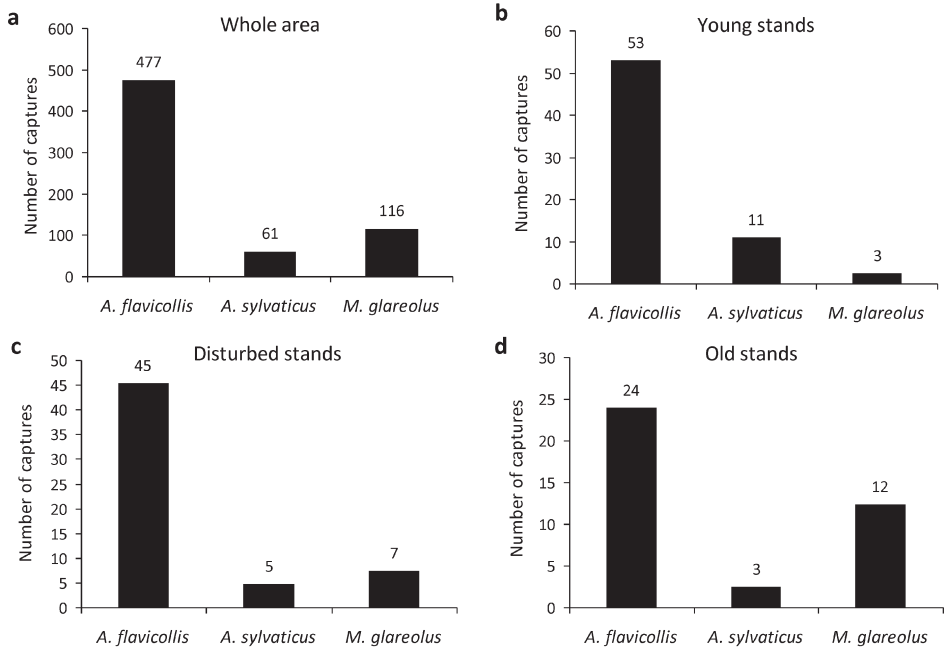 a
Whole area
Number of captures
600
500
400
300
200
100
0
477
61
116
A. flavicollis
A. sylvaticus
M. glareolus
b
Young stands
Number of captures
60
50
40
30
20
10
0
53
11
3
A. flavicollis
A. sylvaticus
M. glareolus
c
Disturbed stands
Number of captures
50
45
40
35
30
25
20
15
10
5
0
45
5
7
A. flavicollis
A. sylvaticus
M. glareolus
d
Old stands
Number of captures
30
25
20
15
10
5
0
24
3
12
A. flavicollis
A. sylvaticus
M. glareolus